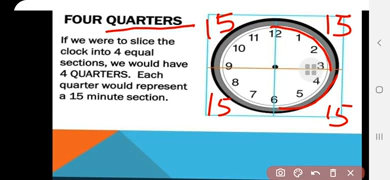 FOUR QUARTERS
If we were to slice the
clock into 4 equal
sections, we would have
4 QUARTERS. Each
quarter would represent
a 15 minute section.
15 15
11 12 1
10 2
9 3
8 4
7 6 5
15 15